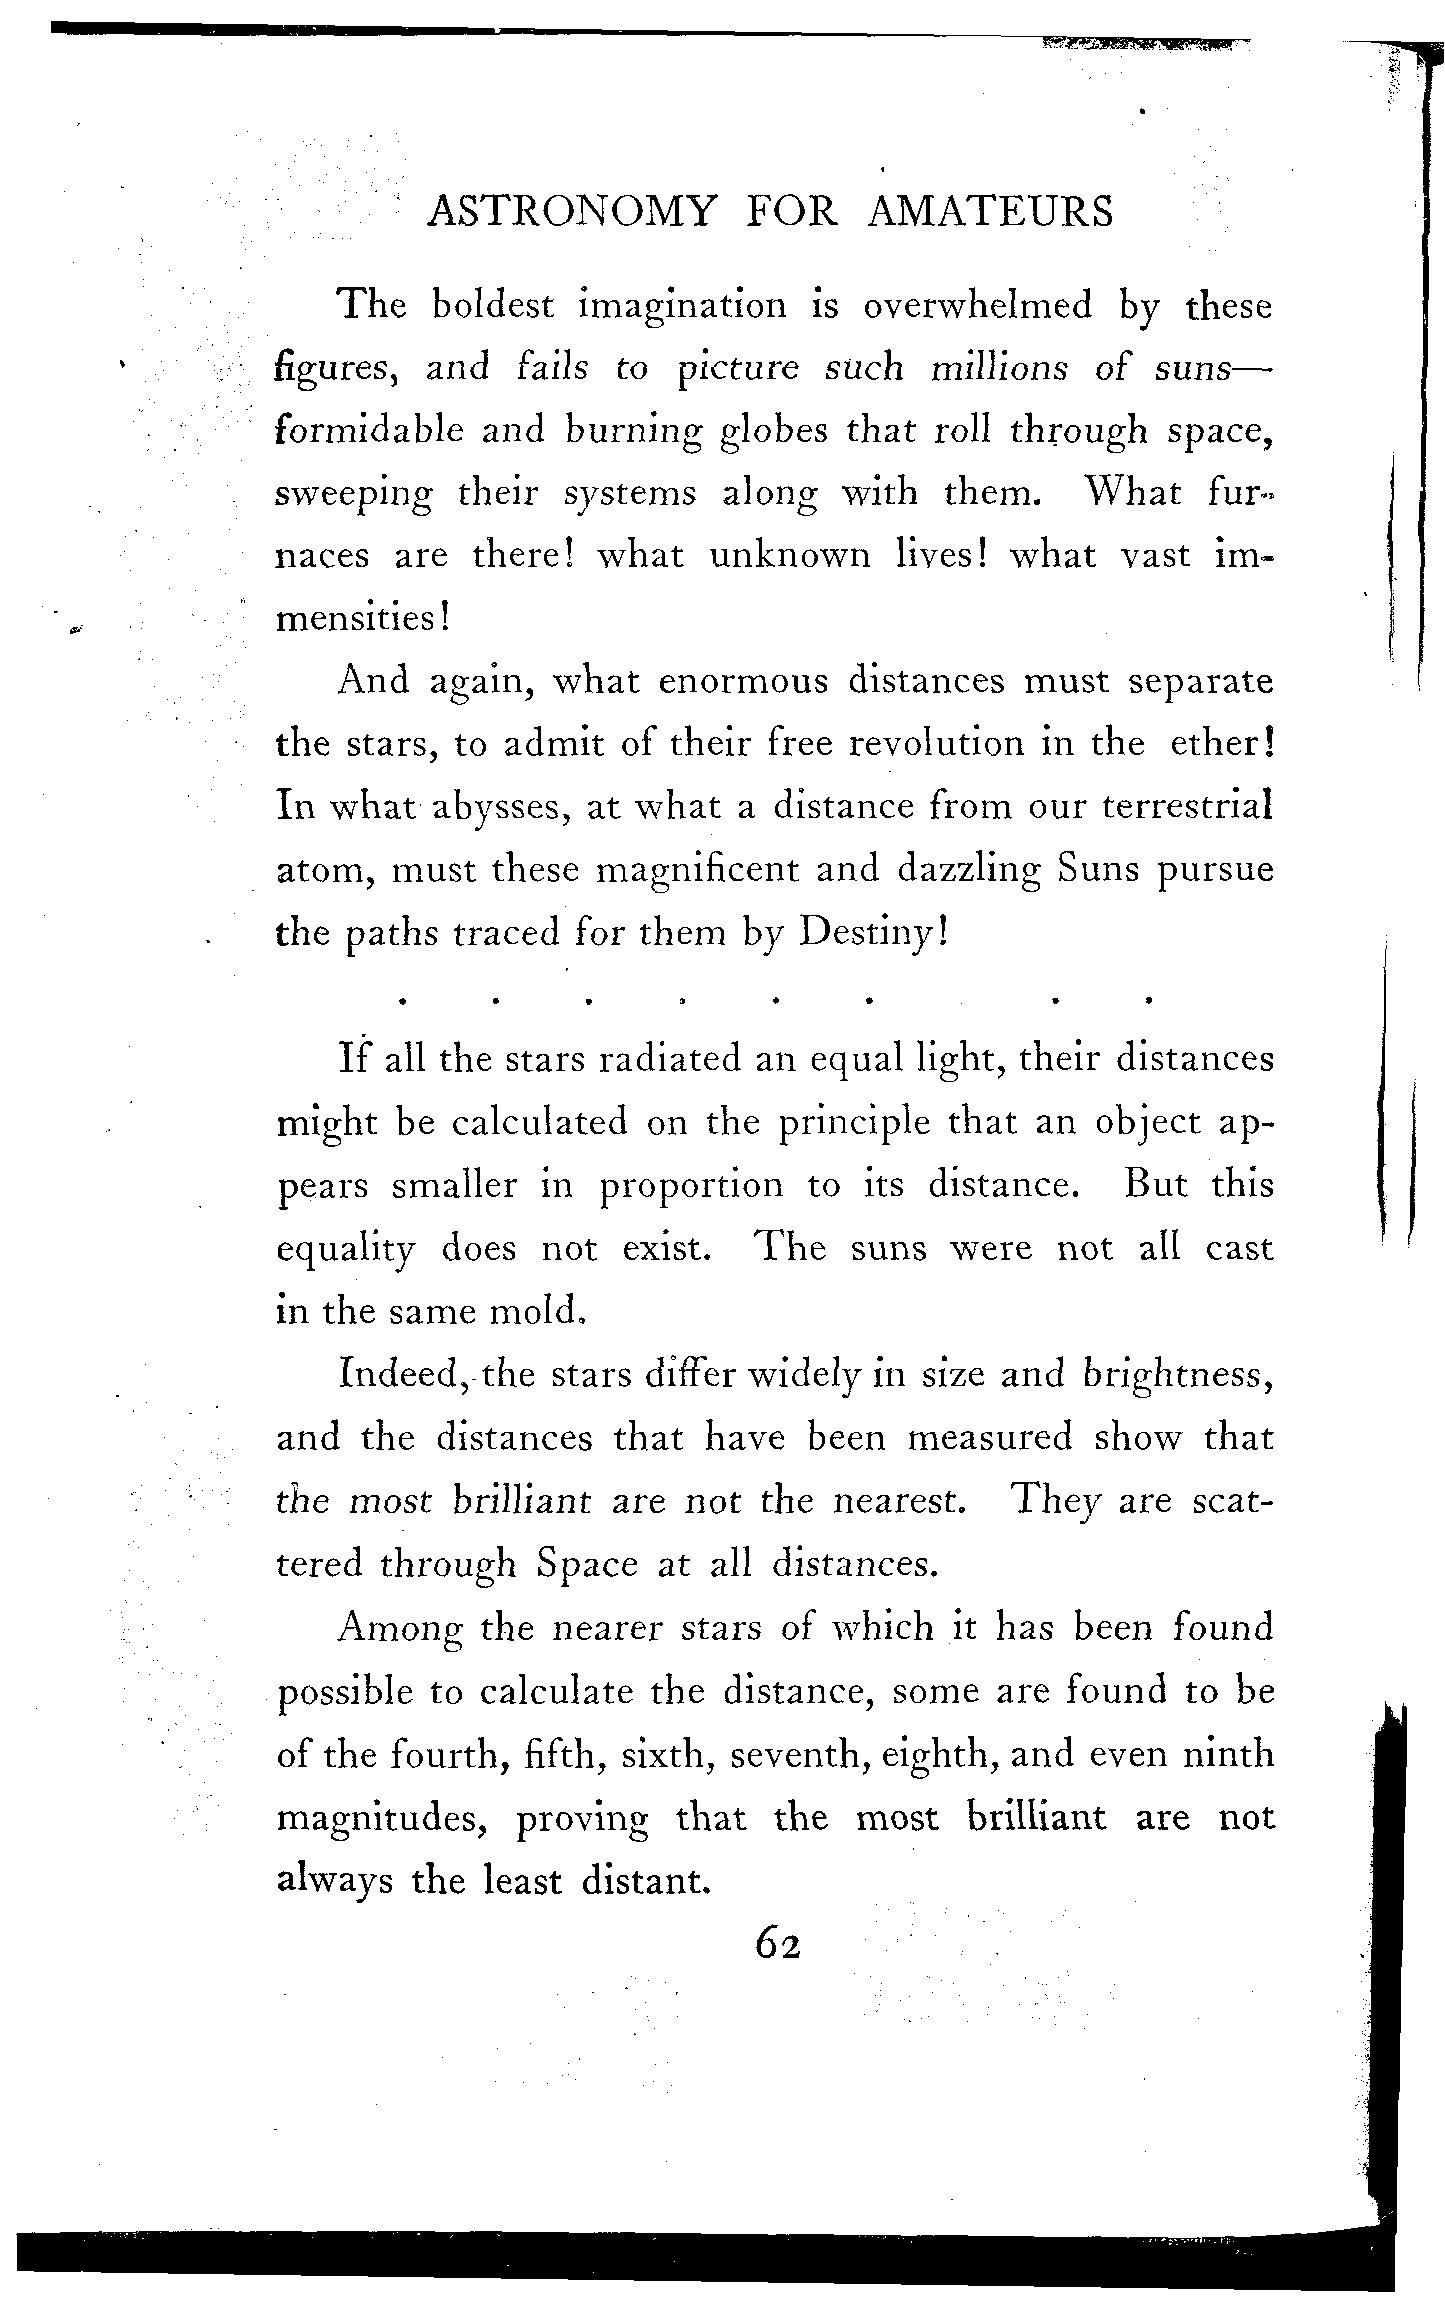 ASTRONOMY FOR AMATEURS
The boldest imagination is overwhelmed by these
figures, and fails to picture such millions of suns—
formidable and burning globes that roll through space,
sweeping their systems along with them. What fur-
naces are there! what unknown lives! what vast im-
mensities!
And again, what enormous distances must separate
the stars, to admit of their free revolution in the ether!
In what abysses, at what a distance from our terrestrial
atom, must these magnificent and dazzling Suns pursue
the paths traced for them by Destiny!
. . . . . . . .
If all the stars radiated an equal light, their distances
might be calculated on the principle that an object ap-
pears smaller in proportion to its distance. But this
equality does not exist. The suns were not all cast
in the same mold.
Indeed, the stars differ widely in size and brightness,
and the distances that have been measured show that
the most brilliant are not the nearest. They are scat-
tered through Space at all distances.
Among the nearer stars of which it has been found
possible to calculate the distance, some are found to be
of the fourth, fifth, sixth, seventh, eighth, and even ninth
magnitudes, proving that the most brilliant are not
always the least distant.
62